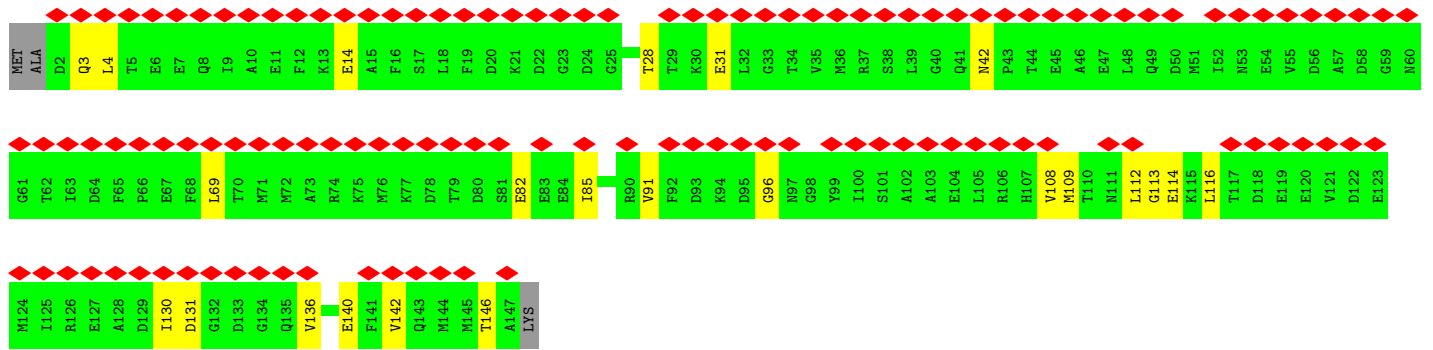 MET ALA D2 Q3 L4 T5 E6 E7 Q8 I9 A10 E11 F12 K13 E14 A15 F16 S17 L18 F19 D20 K21 D22 G23 D24 G25 T28 T29 K30 E31 L32 G33 T34 V35 M36 R37 S38 L39 G40 Q41 N42 P43 T44 E45 A46 E47 L48 Q49 D50 M51 I52 N53 E54 V55 D56 A57 D58 G59 N60
G61 T62 I63 D64 F65 P66 E67 F68 L69 T70 M71 M72 A73 R74 K75 M76 K77 D78 T79 D80 S81 E82 E83 E84 I85 R90 V91 F92 D93 K94 D95 G96 N97 G98 Y99 I100 S101 A102 A103 E104 L105 R106 H107 V108 M109 T110 N111 L112 G113 E114 K115 L116 T117 D118 E119 E120 V121 D122 E123
M124 I125 R126 E127 A128 D129 I130 D131 G132 D133 G134 Q135 V136 E140 F141 V142 Q143 M144 M145 T146 A147 LYS